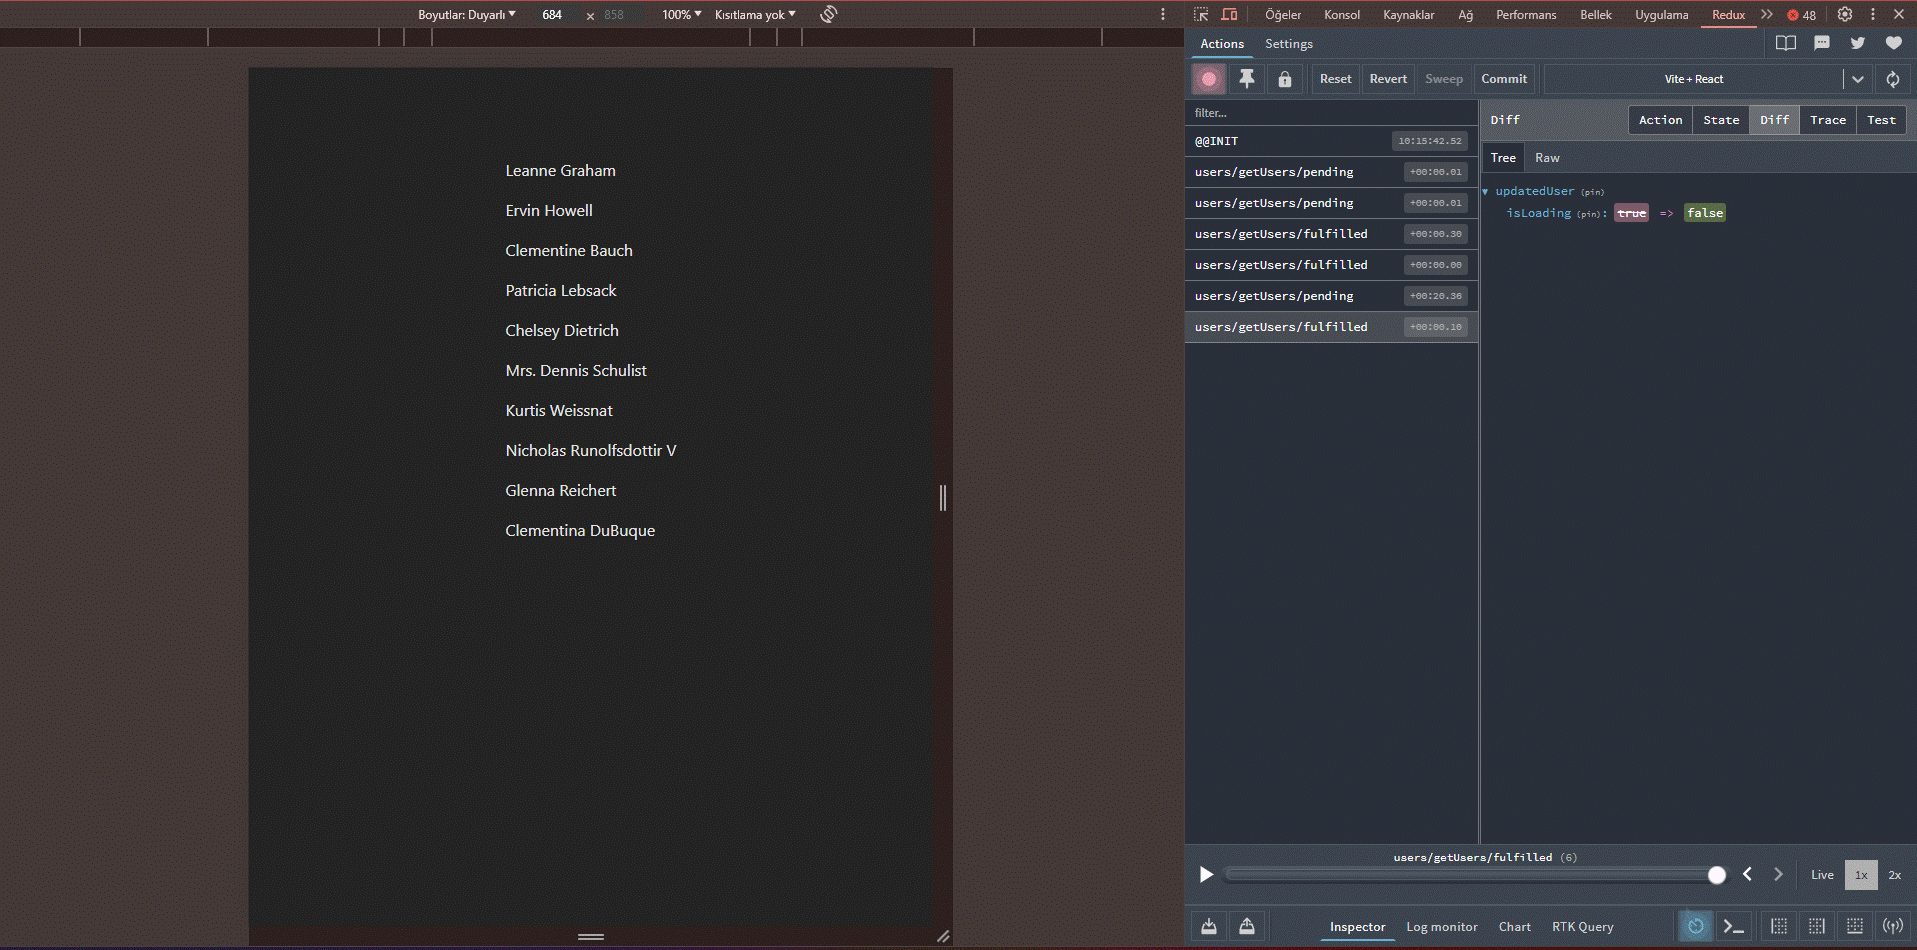 Boyutlar: Duyarlı 684 × 858 100% Kısıtlama yok
Öğeler Konsol Kaynaklar Ağ Performans Bellek Uygulama Redux 48
Actions Settings
Reset Revert Sweep Commit Vite + React
filter...
Diff Action State Diff Trace Test
@@INIT 10:15:42.52
Tree Raw
users/getUsers/pending +00:00.01
users/getUsers/pending +00:00.01
users/getUsers/fulfilled +00:00.30
users/getUsers/fulfilled +00:00.00
users/getUsers/pending +00:20.36
users/getUsers/fulfilled +00:00.10
updatedUser (pin)
isLoading (pin): true => false
Leanne Graham
Ervin Howell
Clementine Bauch
Patricia Lebsack
Chelsey Dietrich
Mrs. Dennis Schulist
Kurtis Weissnat
Nicholas Runolfsdottir V
Glenna Reichert
Clementina DuBuque
users/getUsers/fulfilled (6)
Live 1x 2x
Inspector Log monitor Chart RTK Query